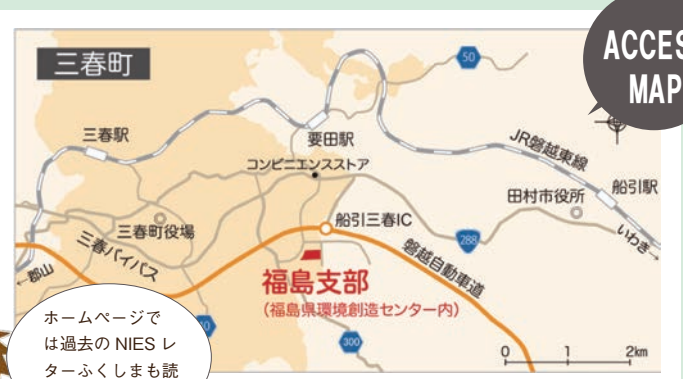 ACCES
MAP
三春町
50
三春駅
要田駅
JR磐越東線
コンビニエンスストア
船引駅
田村市役所
三春町役場
船引三春IC
いわき→
三春バイパス
288
←郡山
磐越自動車道
福島支部
(福島県環境創造センター内)
300
0 1 2km
ホームページで
は過去の NIES レ
ターふくしまも読